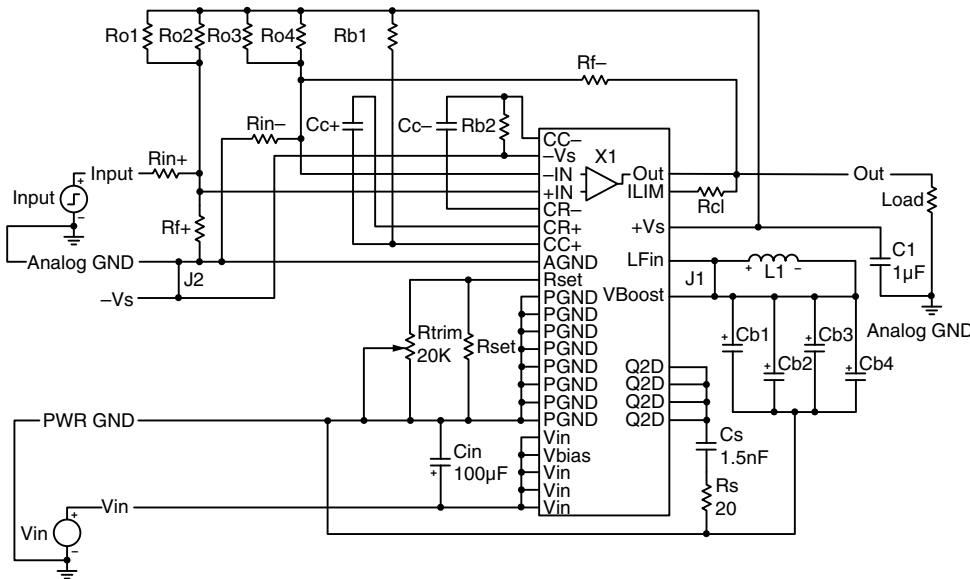 Ro1 Ro2 Ro3 Ro4 Rb1
Rf−
Cc+ Cc− Rb2
Rin−
CC−
X1
−Vs
Input Rin+
−IN Out Out
+IN ILIM
Input
Rcl Load
CR−
Rf+
CR+ +Vs
CC+
C1
1µF
Analog GND
J2
AGND LFin J1 L1
−Vs
Rset
PGND VBoost
Analog GND
PGND
PGND
Rtrim
20K
Rset
Cb1 Cb3
PGND
PGND Q2D
Cb2 Cb4
PGND Q2D
PGND Q2D
PWR GND
PGND Q2D
Vin
Cs
1.5nF
Cin
100µF
Vbias
Vin
Vin
Rs
20
Vin
Vin
Vin
+
−
+
−
+
−
+
+
+
+
+